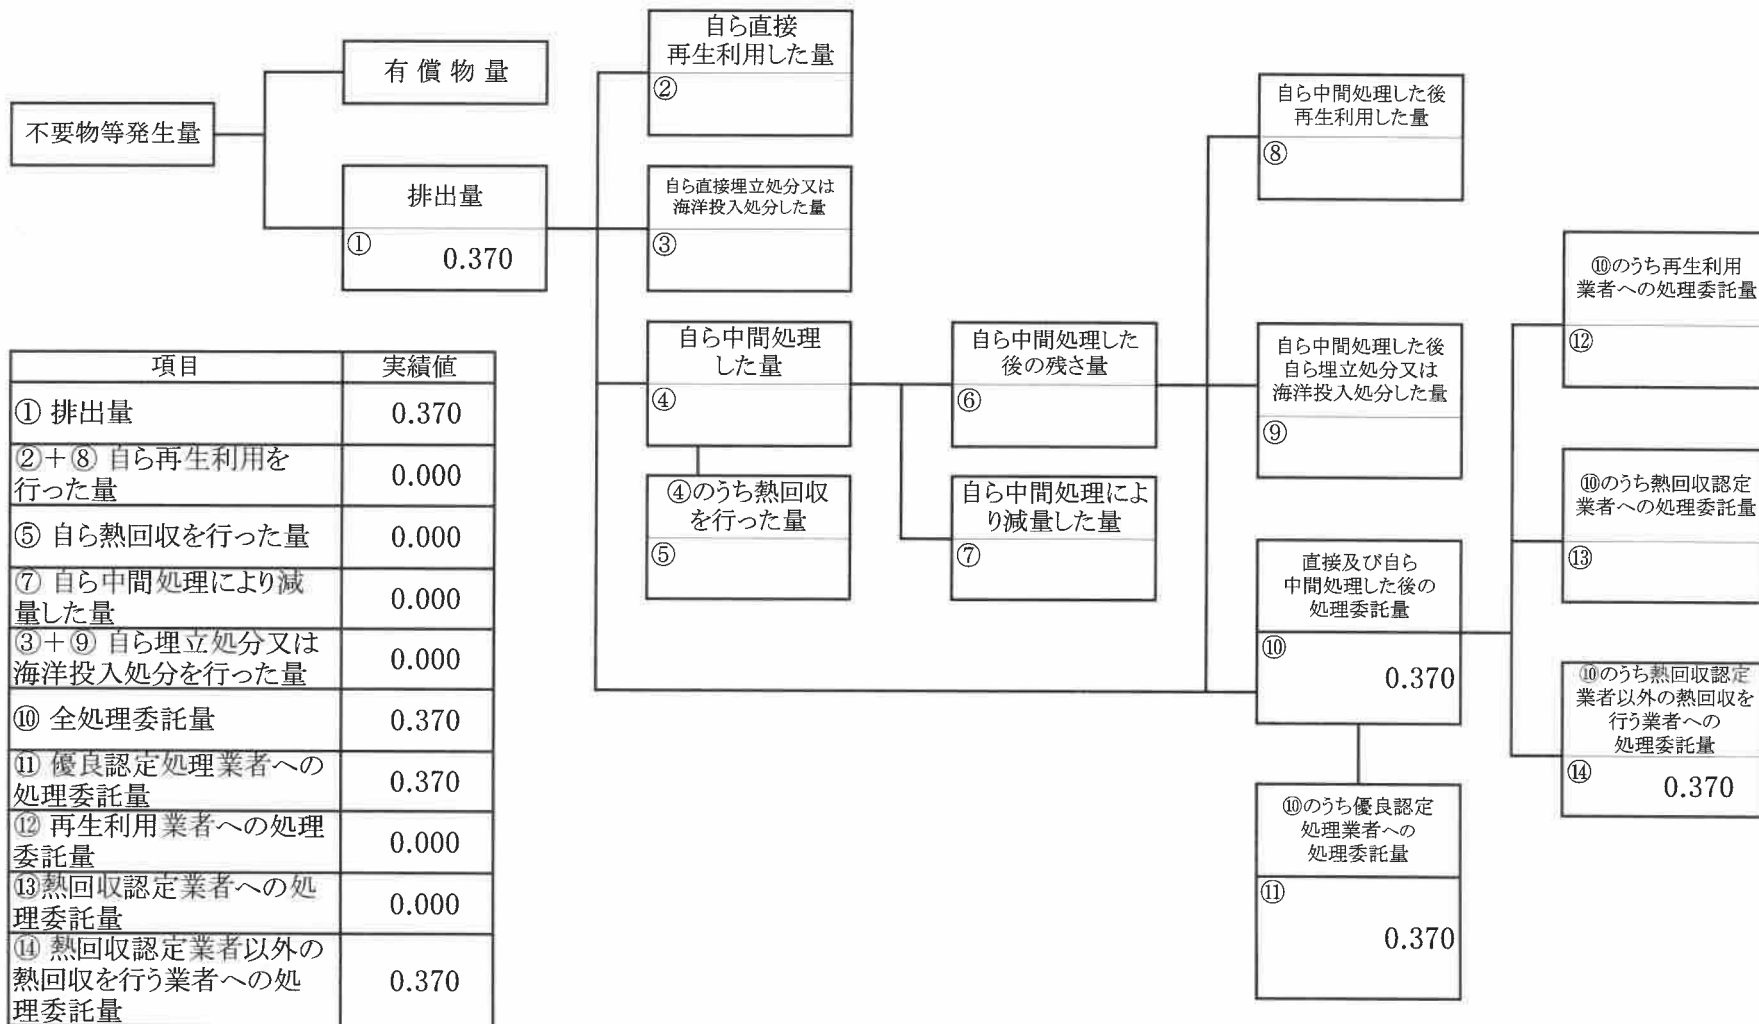 不要物等発生量
有償物量
排出量
①
0.370
自ら直接
再生利用した量
②
自ら直接埋立処分又は
海洋投入処分した量
③
自ら中間処理
した量
④
④のうち熱回収
を行った量
⑤
自ら中間処理した
後の残さ量
⑥
自ら中間処理によ
り減量した量
⑦
自ら中間処理した後
再生利用した量
⑧
自ら中間処理した後
自ら埋立処分又は
海洋投入処分した量
⑨
直接及び自ら
中間処理した後の
処理委託量
⑩
0.370
⑩のうち優良認定
処理業者への
処理委託量
⑪
0.370
⑩のうち再生利用
業者への処理委託量
⑫
⑩のうち熱回収認定
業者への処理委託量
⑬
⑩のうち熱回収認定
業者以外の熱回収を
行う業者への
処理委託量
⑭
0.370
項目 実績値
① 排出量 0.370
②+⑧ 自ら再生利用を
行った量 0.000
⑤ 自ら熱回収を行った量 0.000
⑦ 自ら中間処理により減
量した量 0.000
③+⑨ 自ら埋立処分又は
海洋投入処分を行った量 0.000
⑩ 全処理委託量 0.370
⑪ 優良認定処理業者への
処理委託量 0.370
⑫ 再生利用業者への処理
委託量 0.000
⑬熱回収認定業者への処
理委託量 0.000
⑭ 熱回収認定業者以外の
熱回収を行う業者への処
理委託量 0.370